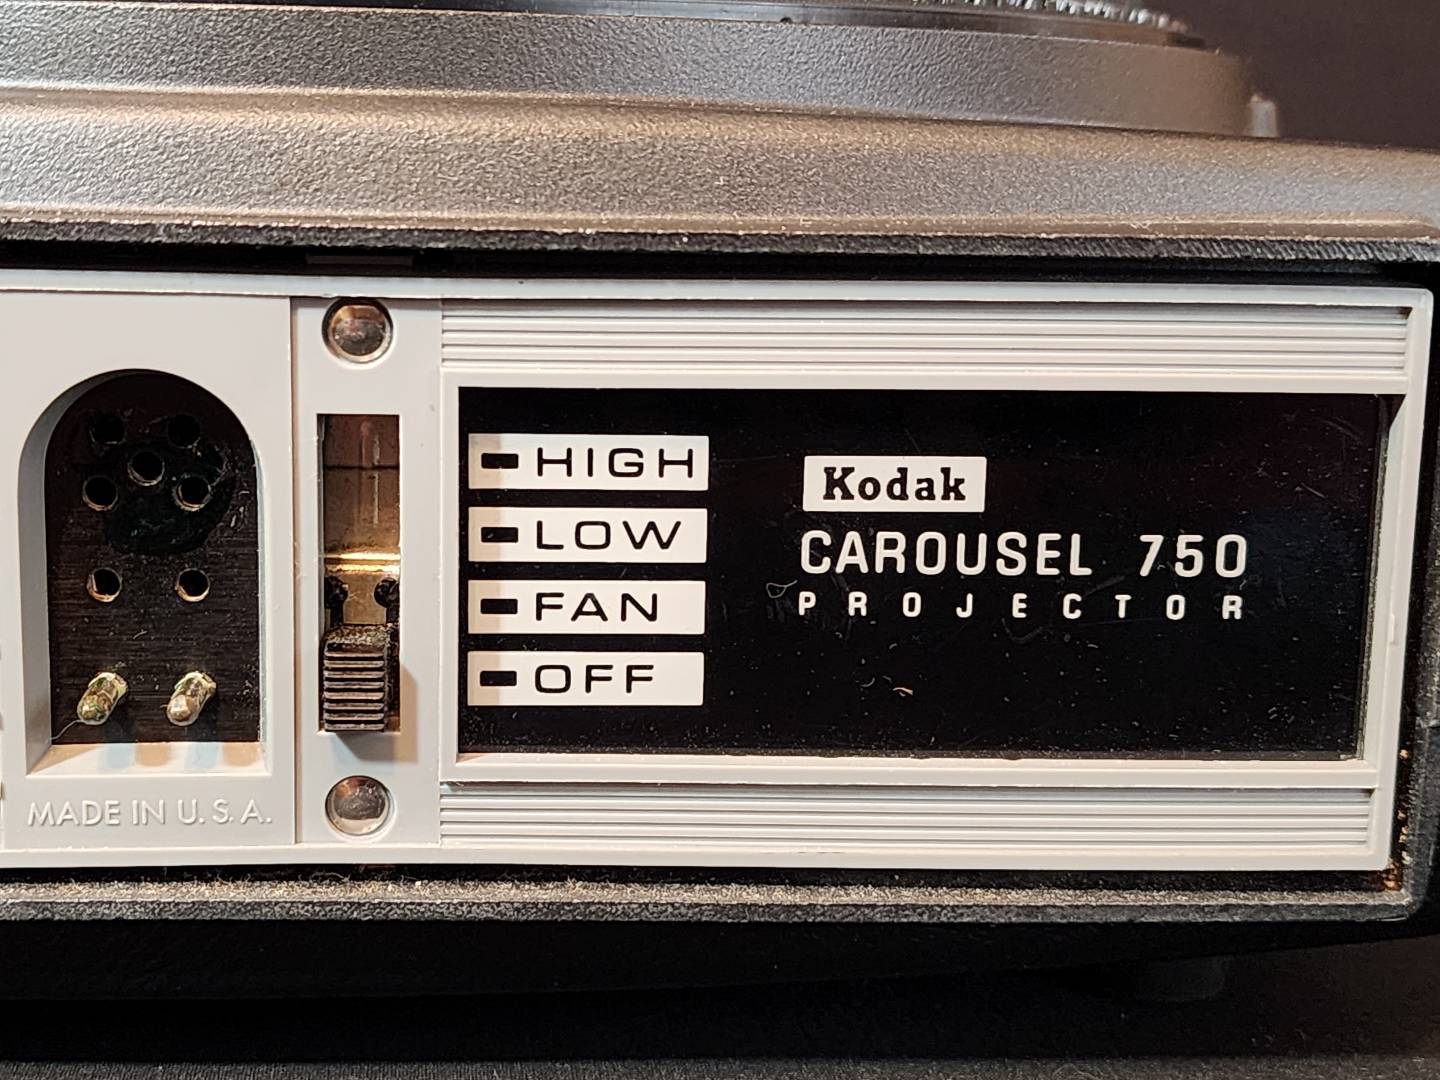 HIGH
LOW
FAN
OFF
Kodak
CAROUSEL 750
PROJECTOR
MADE IN U.S.A.